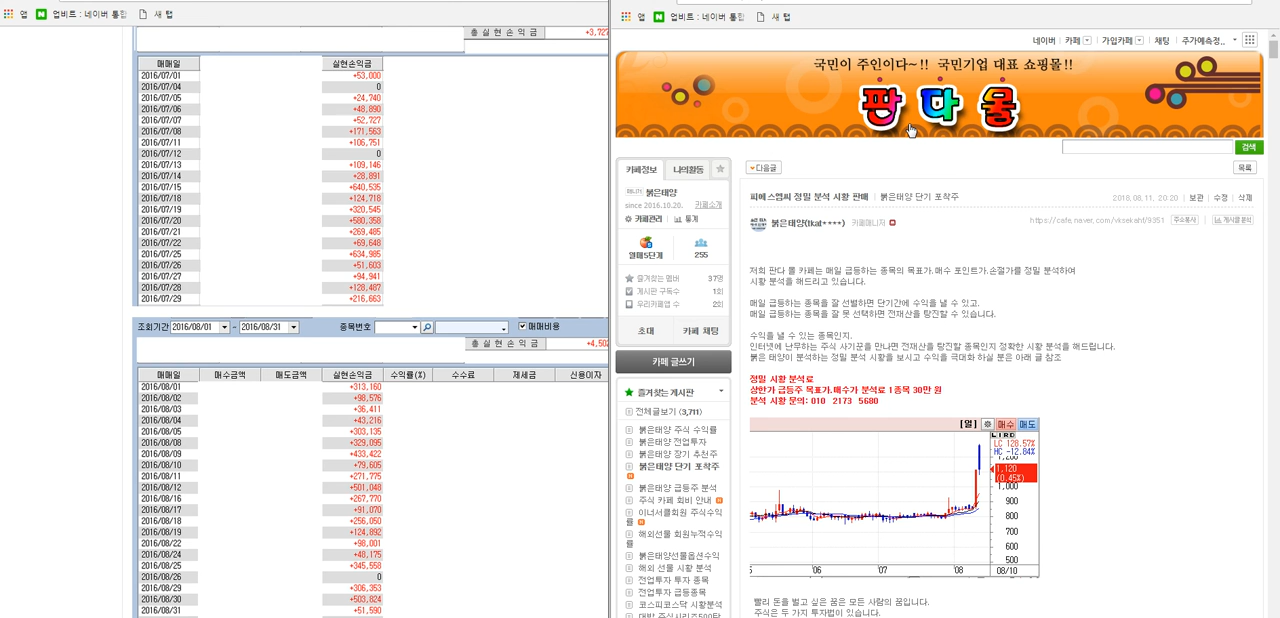 앱 업비트 : 네이버 통합 새 탭
총 실현손익금 +3,727
매매일 실현손익금
2016/07/01 +53,000
2016/07/04 0
2016/07/05 +24,740
2016/07/06 +48,890
2016/07/07 +52,727
2016/07/08 +171,563
2016/07/11 +106,751
2016/07/12 0
2016/07/13 +109,146
2016/07/14 +28,891
2016/07/15 +640,535
2016/07/18 +124,718
2016/07/19 +320,545
2016/07/20 +580,358
2016/07/21 +269,485
2016/07/22 +69,648
2016/07/25 +634,985
2016/07/26 +51,603
2016/07/27 +94,941
2016/07/28 +128,487
2016/07/29 +216,663
조회기간 2016/08/01 ~ 2016/08/31 종목번호 매매비용
총 실현손익금 +4,502
매매일 매수금액 매도금액 실현손익금 수익률(%) 수수료 제세금 신용이자
2016/08/01 +313,160
2016/08/02 +98,576
2016/08/03 +36,411
2016/08/04 +43,216
2016/08/05 +303,135
2016/08/08 +329,095
2016/08/09 +433,422
2016/08/10 +79,605
2016/08/11 +271,775
2016/08/12 +501,048
2016/08/16 +267,770
2016/08/17 +91,070
2016/08/18 +256,050
2016/08/19 +124,892
2016/08/22 +98,001
2016/08/24 +48,175
2016/08/25 +345,558
2016/08/26 0
2016/08/29 +306,353
2016/08/30 +503,824
2016/08/31 +51,590
앱 업비트 : 네이버 통합 새 탭
네이버 카페 가입카페 채팅 주가예측정..
국민이 주인이다~!! 국민기업 대표 쇼핑몰!!
판다몰
검색
카페정보 나의활동
매니저 붉은태양
since 2016.10.20. 카페소개
카페관리 통계
열매5단계 255
즐겨찾는 멤버 37명
게시판 구독수 1회
우리카페앱 수 2회
초대 카페 채팅
카페 글쓰기
즐겨찾는 게시판
전체글보기 (3,711)
붉은태양 주식 수익률
붉은태양 전업투자
붉은태양 장기 추천주
붉은태양 단기 포착주
붉은태양 급등주 분석
주식 카페 회비 안내
이너서클회원 주식수익
률
해외선물 회원누적수익
률
붉은태양선물옵션수익
해외 선물 시황 분석
전업투자 투자 종목
전업투자 급등종목
코스피코스닥 시황분석
대박 주식시리즈500탄
다음글 목록
피에스엠씨 정밀 분석 시황 판매 | 붉은태양 단기 포착주 2018.08.11. 20:20 보관 수정 삭제
붉은태양(tkat****) 카페매니저 https://cafe.naver.com/vksekahf/9351 주소복사 게시글 분석
저희 판다 몰 카페는 매일 급등하는 종목의 목표가.매수 포인트가.손절가를 정밀 분석하여
시황 분석을 해드리고 있습니다.
매일 급등하는 종목을 잘 선별하면 단기간에 수익을 낼 수 있고.
매일 급등하는 종목을 잘 못 선택하면 전재산을 탕진할 수 있습니다.
수익을 낼 수 있는 종목인지.
인터넷에 난무하는 주식 사기꾼을 만나면 전재산을 탕진할 종목인지 정확한 시황 분석을 해드립니다.
붉은 태양이 분석하는 정밀 분석 시황을 보시고 수익을 극대화 하실 분은 아래 글 참조
정밀 시황 분석료
상한가 급등주 목표가.매수가 분석료 1종목 30만 원
분석 시황 문의: 010 2173 5680
[일] 매수 매도
LC 128.57%
HC -12.84%
1,120
(0.45%)
1,000
900
800
700
600
500
'06 '07 '08 08/10
빨리 돈을 벌고 싶은 꿈은 모든 사람의 꿈입니다.
주식은 두 가지 투자법이 있습니다.